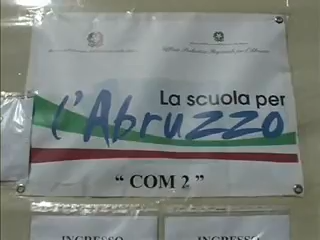 La scuola per
l'Abruzzo
“ COM 2 ”
INGRESSO
INGRESSO